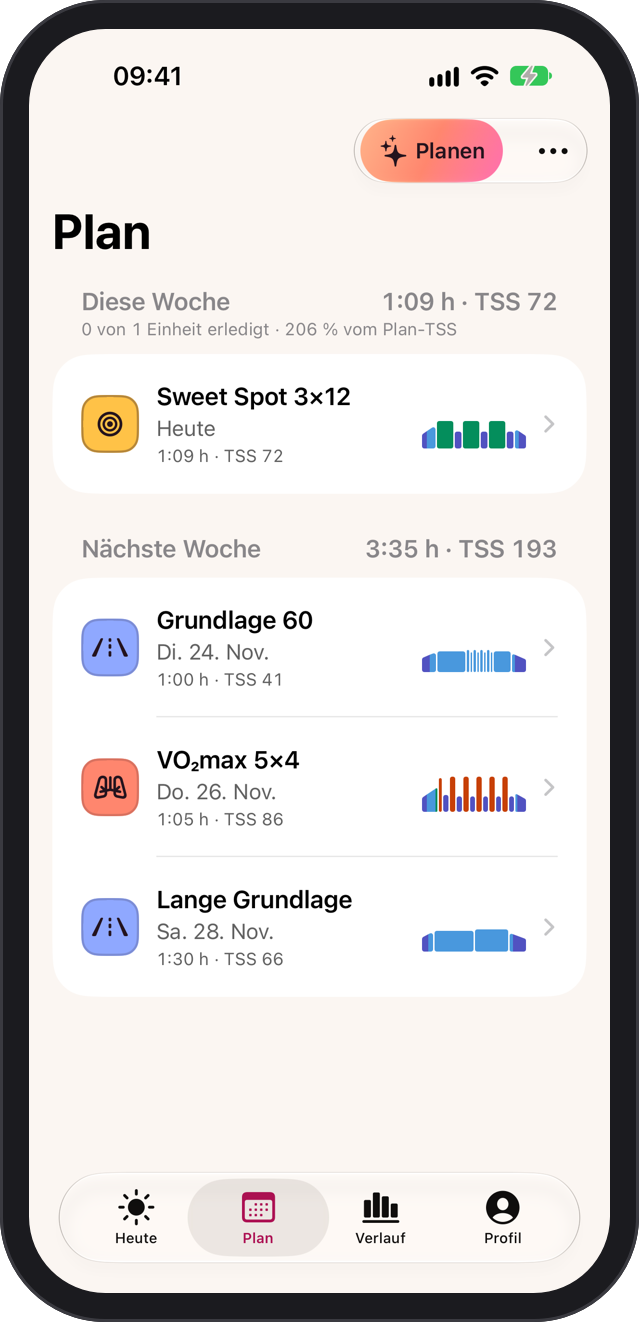 09:41
Planen
Plan
Diese Woche 1:09 h · TSS 72
0 von 1 Einheit erledigt · 206 % vom Plan-TSS
Sweet Spot 3×12
Heute
1:09 h · TSS 72
Nächste Woche 3:35 h · TSS 193
Grundlage 60
Di. 24. Nov.
1:00 h · TSS 41
VO₂max 5×4
Do. 26. Nov.
1:05 h · TSS 86
Lange Grundlage
Sa. 28. Nov.
1:30 h · TSS 66
Heute Plan Verlauf Profil